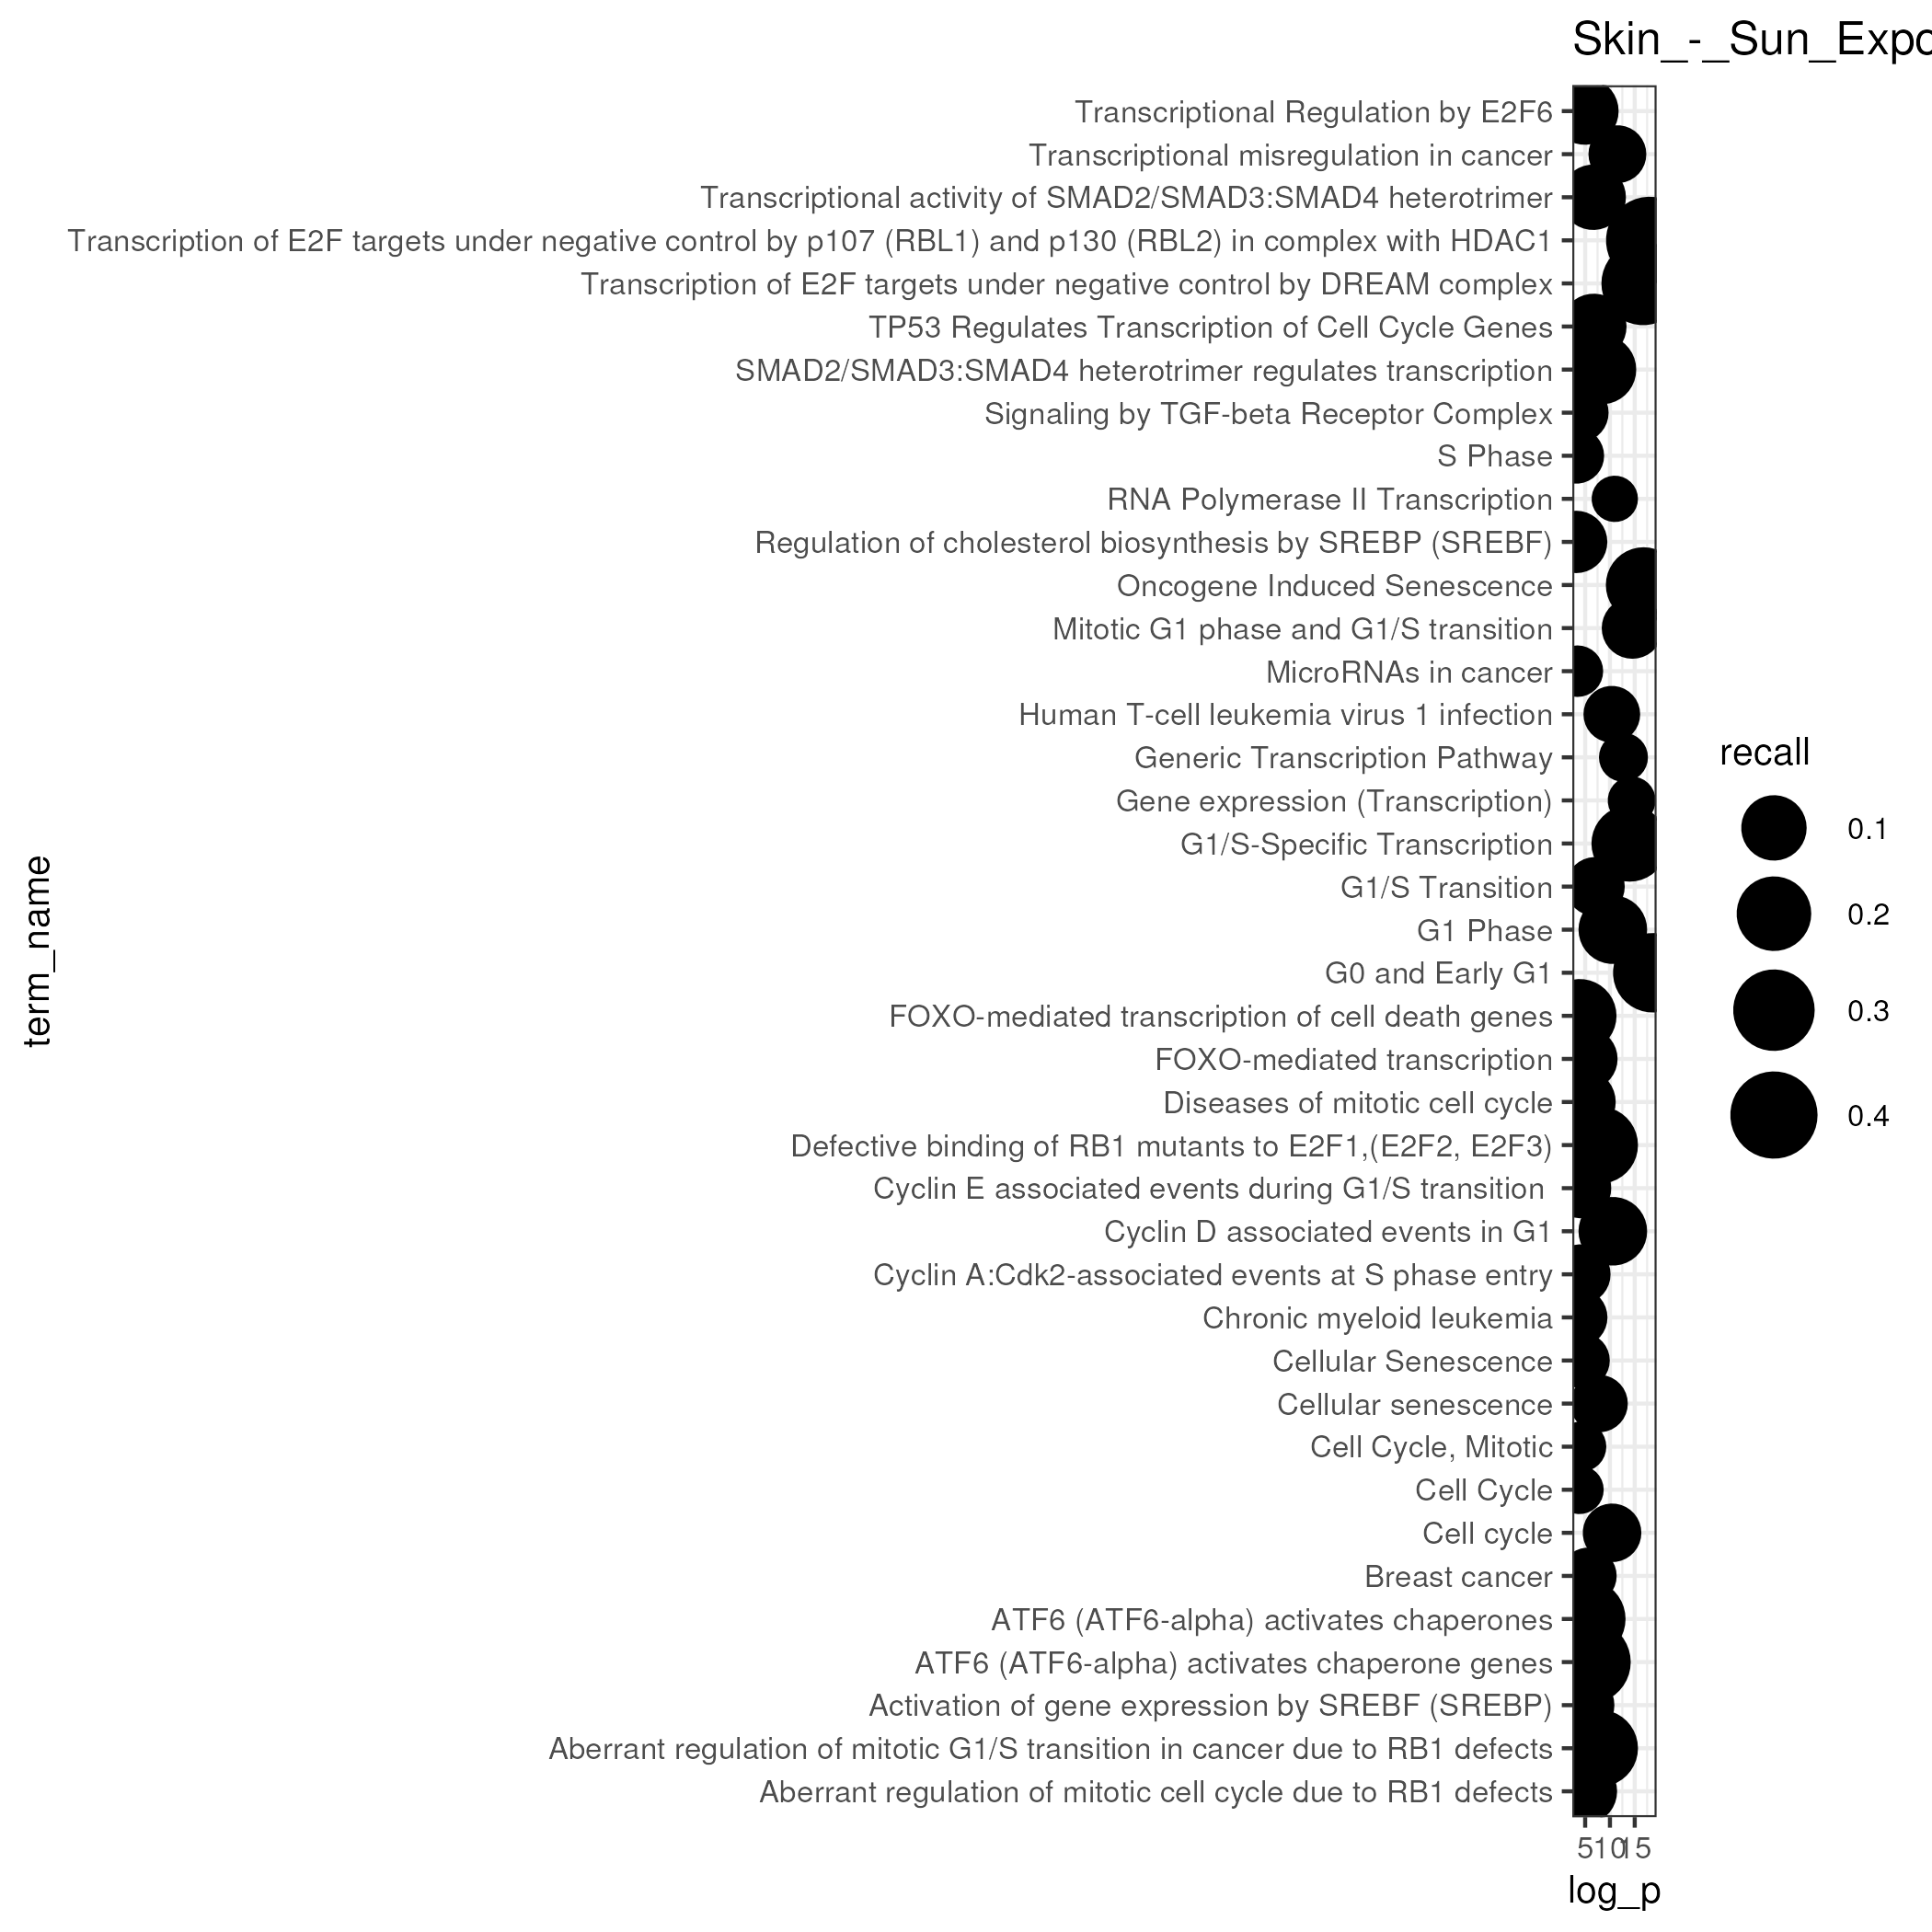 Skin_-_Sun_Expo
Transcriptional Regulation by E2F6
Transcriptional misregulation in cancer
Transcriptional activity of SMAD2/SMAD3:SMAD4 heterotrimer
Transcription of E2F targets under negative control by p107 (RBL1) and p130 (RBL2) in complex with HDAC1
Transcription of E2F targets under negative control by DREAM complex
TP53 Regulates Transcription of Cell Cycle Genes
SMAD2/SMAD3:SMAD4 heterotrimer regulates transcription
Signaling by TGF-beta Receptor Complex
S Phase
RNA Polymerase II Transcription
Regulation of cholesterol biosynthesis by SREBP (SREBF)
Oncogene Induced Senescence
Mitotic G1 phase and G1/S transition
MicroRNAs in cancer
Human T-cell leukemia virus 1 infection
Generic Transcription Pathway
Gene expression (Transcription)
G1/S-Specific Transcription
G1/S Transition
G1 Phase
G0 and Early G1
FOXO-mediated transcription of cell death genes
FOXO-mediated transcription
Diseases of mitotic cell cycle
Defective binding of RB1 mutants to E2F1,(E2F2, E2F3)
Cyclin E associated events during G1/S transition
Cyclin D associated events in G1
Cyclin A:Cdk2-associated events at S phase entry
Chronic myeloid leukemia
Cellular Senescence
Cellular senescence
Cell Cycle, Mitotic
Cell Cycle
Cell cycle
Breast cancer
ATF6 (ATF6-alpha) activates chaperones
ATF6 (ATF6-alpha) activates chaperone genes
Activation of gene expression by SREBF (SREBP)
Aberrant regulation of mitotic G1/S transition in cancer due to RB1 defects
Aberrant regulation of mitotic cell cycle due to RB1 defects
term_name
5 10 15
log_p
recall
0.1
0.2
0.3
0.4